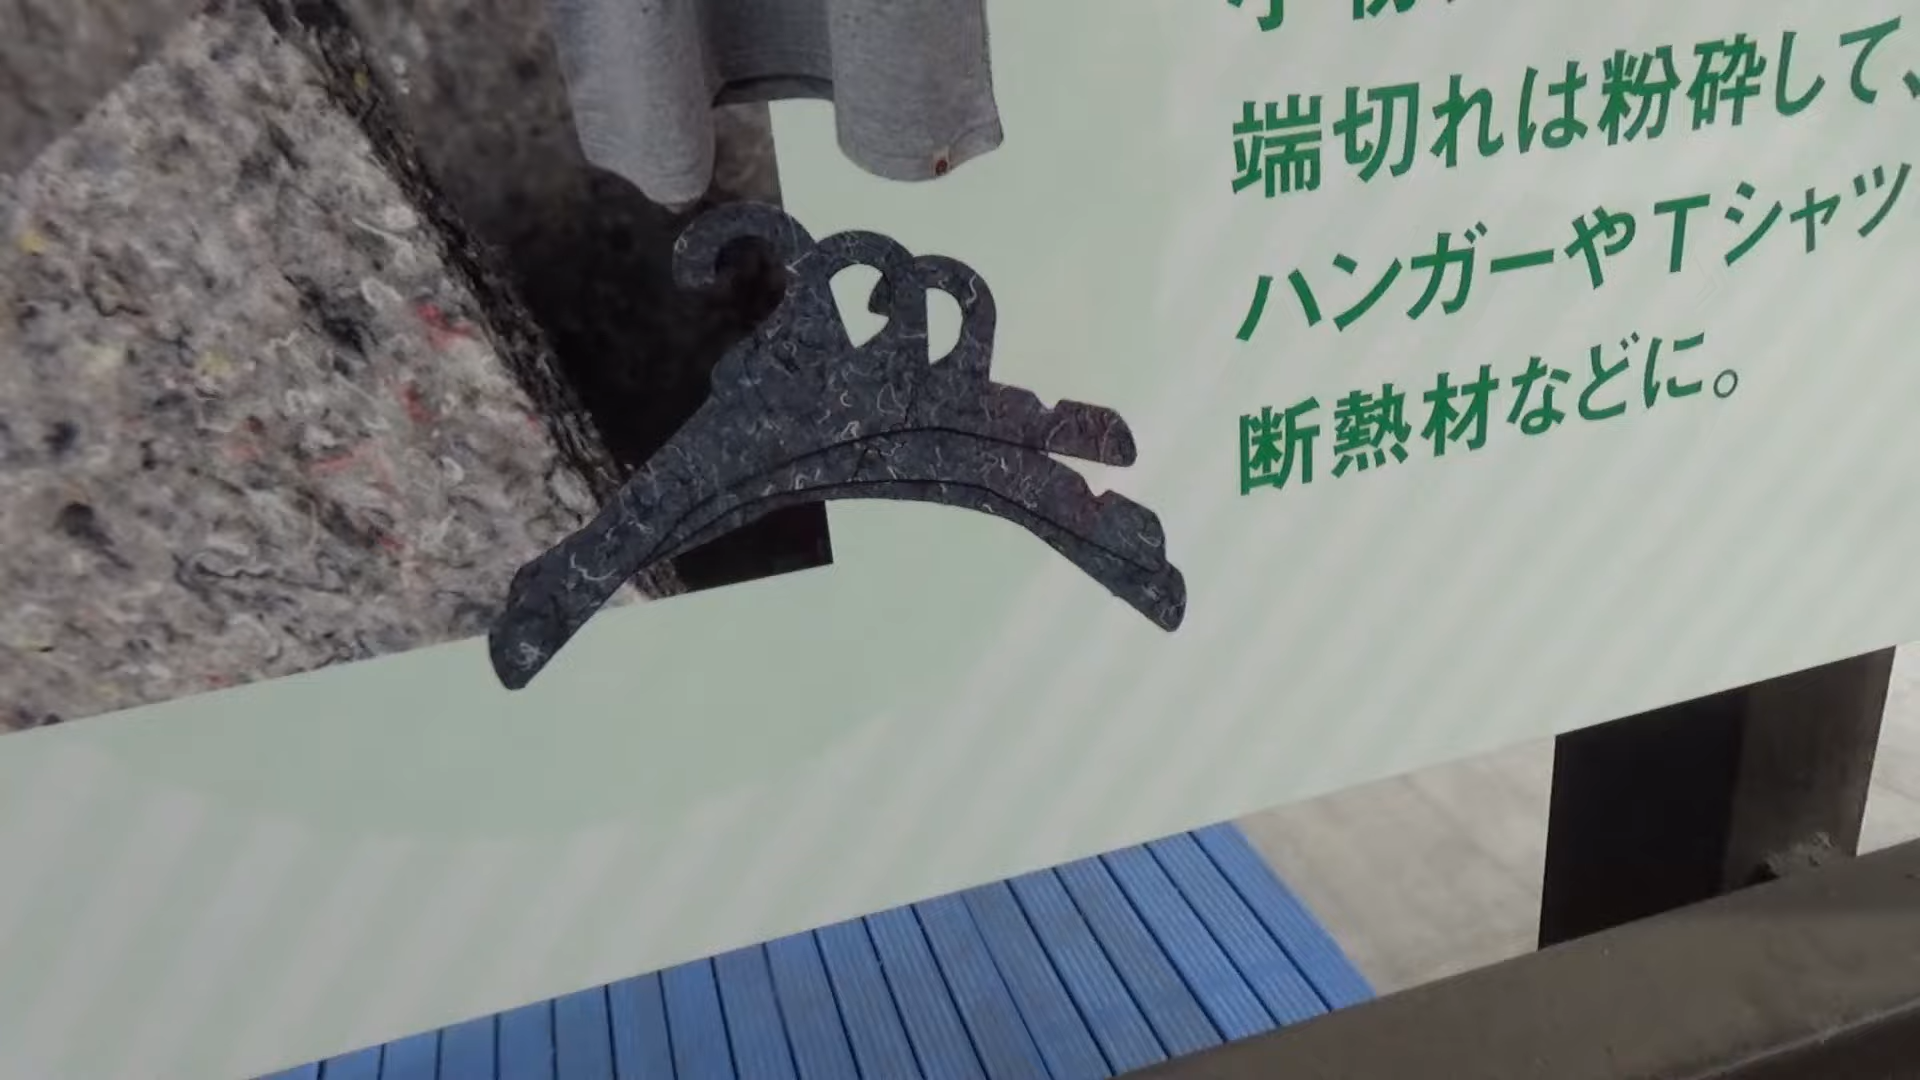 端切れは粉砕して、
ハンガーやTシャツ
断熱材などに。